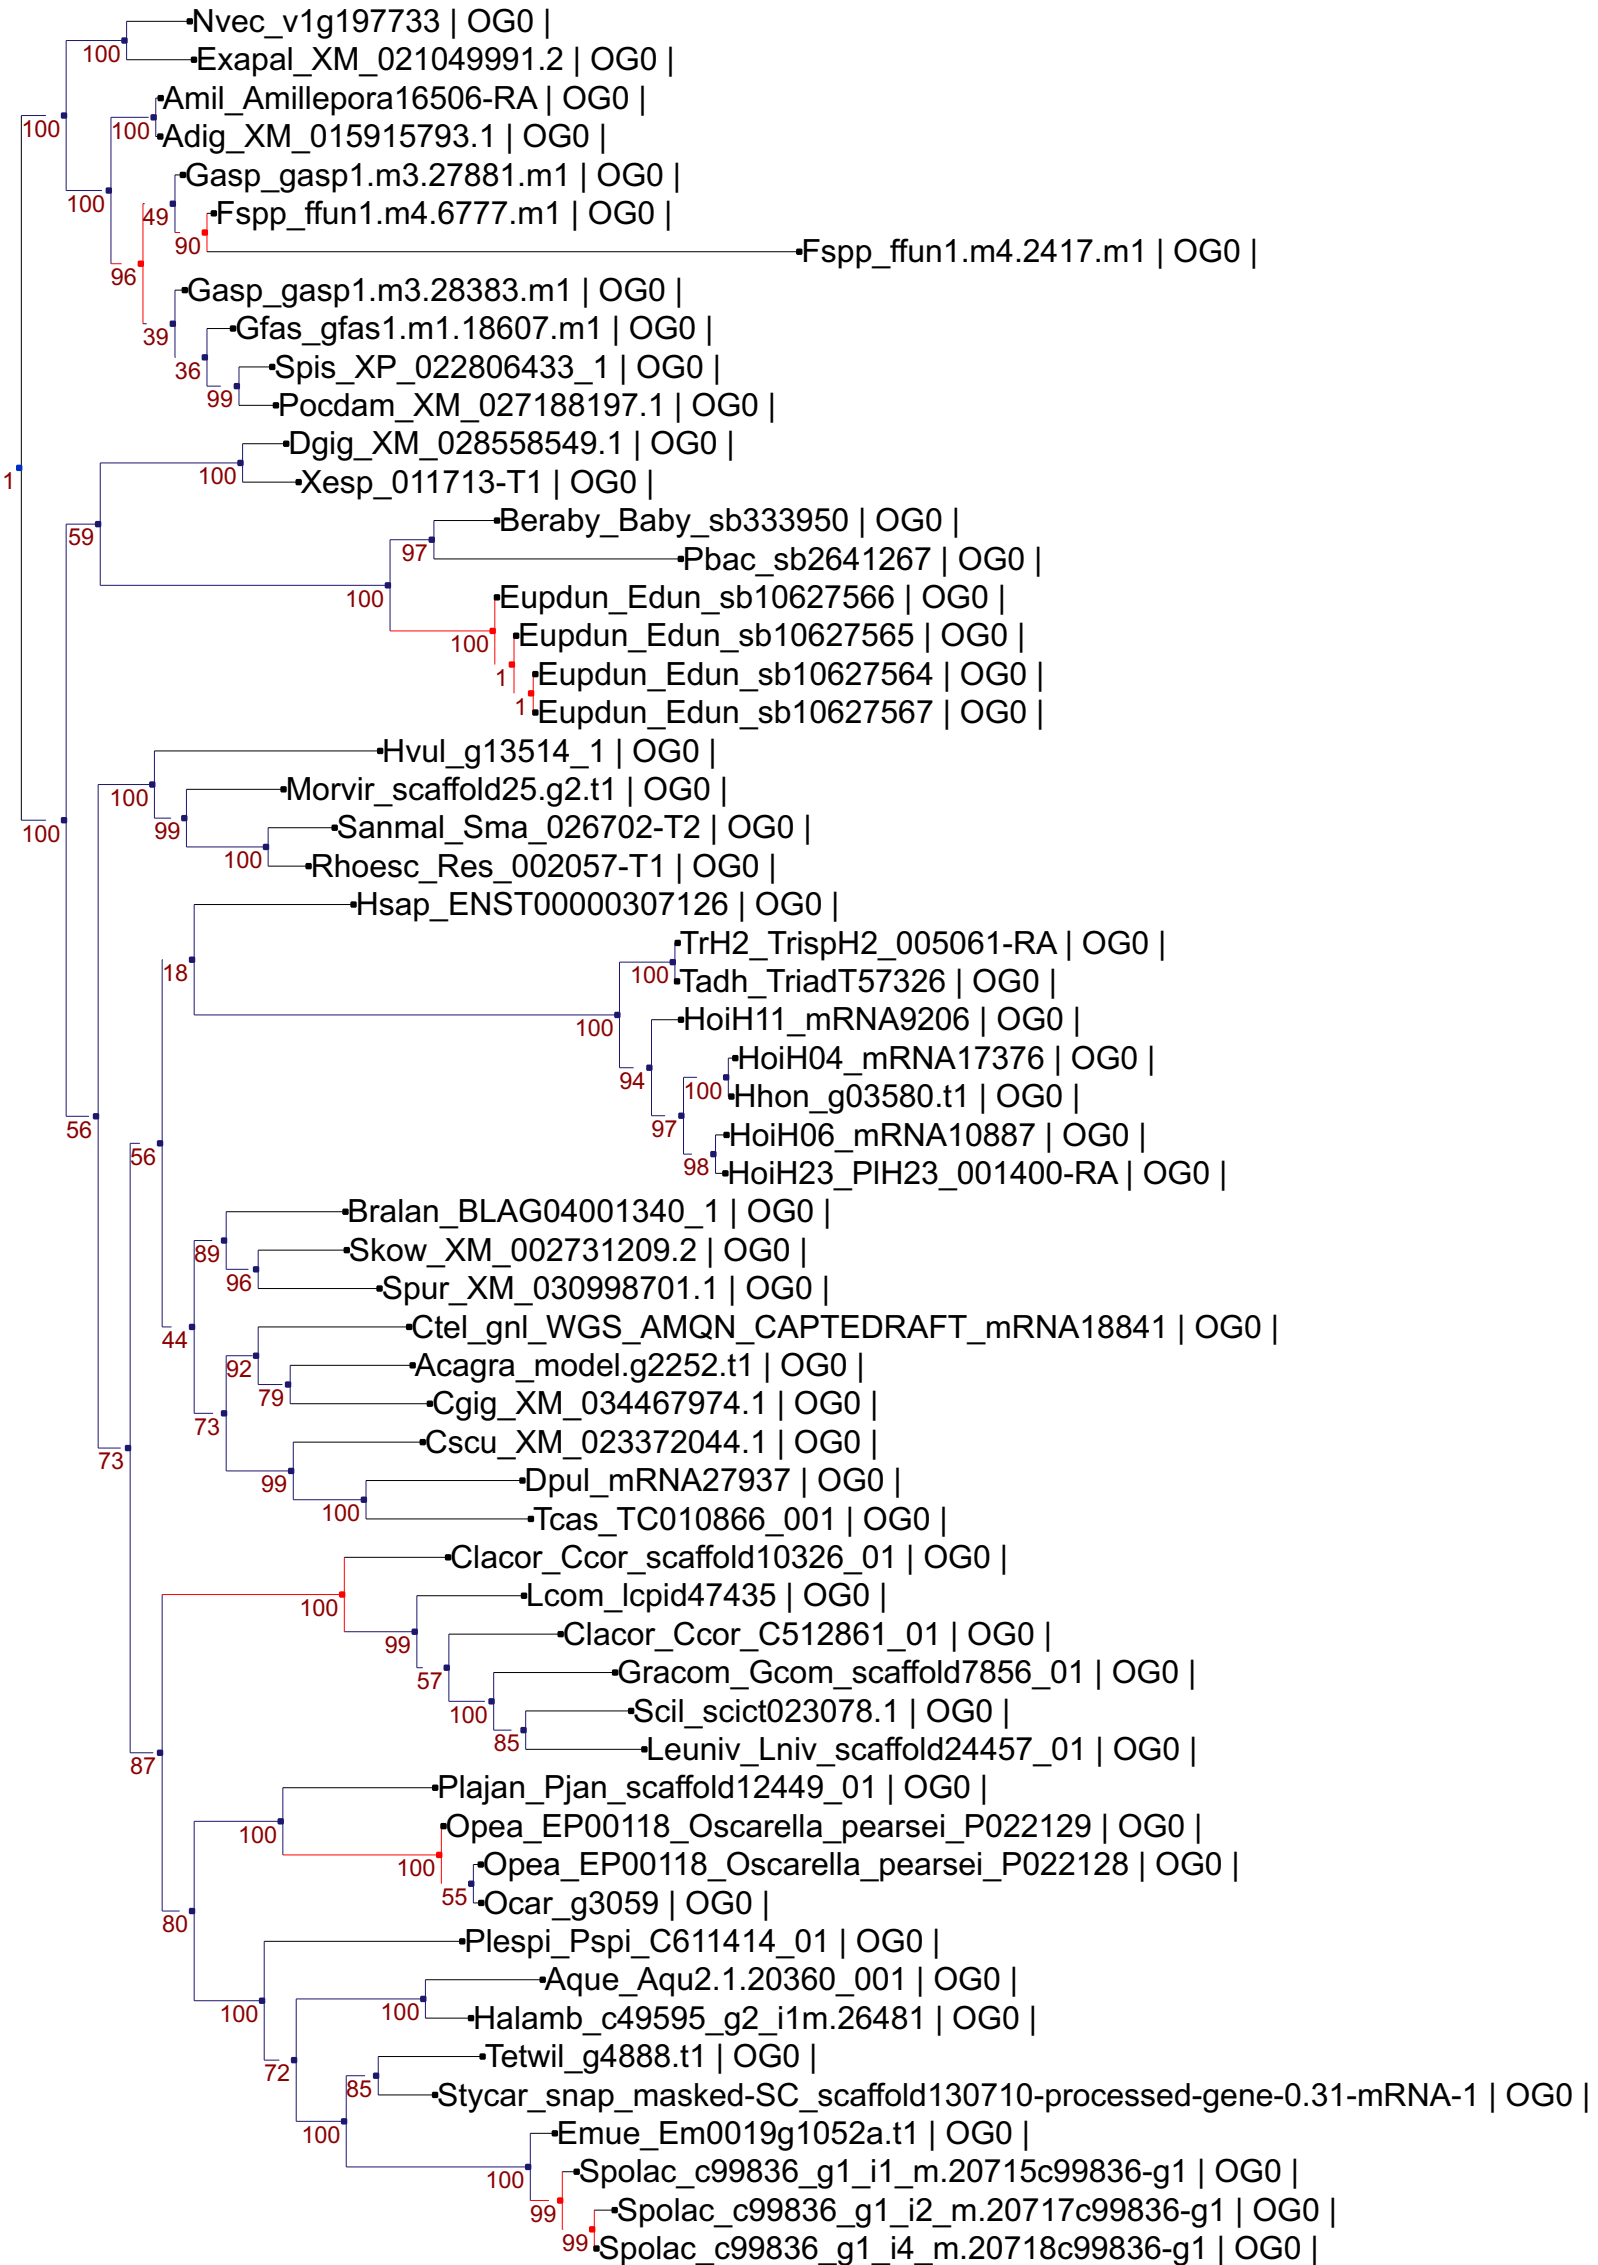 Nvec_v1g197733 | OG0 |
100
Exapal_XM_021049991.2 | OG0 |
Amil_Amillepora16506-RA | OG0 |
100
100
Adig_XM_015915793.1 | OG0 |
Gasp_gasp1.m3.27881.m1 | OG0 |
100
49
Fspp_ffun1.m4.6777.m1 | OG0 |
90
Fspp_ffun1.m4.2417.m1 | OG0 |
96
Gasp_gasp1.m3.28383.m1 | OG0 |
Gfas_gfas1.m1.18607.m1 | OG0 |
39
36
Spis_XP_022806433_1 | OG0 |
99
Pocdam_XM_027188197.1 | OG0 |
Dgig_XM_028558549.1 | OG0 |
100
1
Xesp_011713-T1 | OG0 |
Beraby_Baby_sb333950 | OG0 |
59
97
Pbac_sb2641267 | OG0 |
100
Eupdun_Edun_sb10627566 | OG0 |
Eupdun_Edun_sb10627565 | OG0 |
100
1
Eupdun_Edun_sb10627564 | OG0 |
1
Eupdun_Edun_sb10627567 | OG0 |
Hvul_g13514_1 | OG0 |
100
Morvir_scaffold25.g2.t1 | OG0 |
100
99
Sanmal_Sma_026702-T2 | OG0 |
100
Rhoesc_Res_002057-T1 | OG0 |
Hsap_ENST00000307126 | OG0 |
TrH2_TrispH2_005061-RA | OG0 |
18
100
Tadh_TriadT57326 | OG0 |
100
HoiH11_mRNA9206 | OG0 |
HoiH04_mRNA17376 | OG0 |
94
100
Hhon_g03580.t1 | OG0 |
56
97
HoiH06_mRNA10887 | OG0 |
56
98
HoiH23_PlH23_001400-RA | OG0 |
Bralan_BLAG04001340_1 | OG0 |
89
Skow_XM_002731209.2 | OG0 |
96
Spur_XM_030998701.1 | OG0 |
44
Ctel_gnl_WGS_AMQN_CAPTEDRAFT_mRNA18841 | OG0 |
92
Acagra_model.g2252.t1 | OG0 |
79
Cgig_XM_034467974.1 | OG0 |
73
Cscu_XM_023372044.1 | OG0 |
73
99
Dpul_mRNA27937 | OG0 |
100
Tcas_TC010866_001 | OG0 |
Clacor_Ccor_scaffold10326_01 | OG0 |
100
Lcom_lcpid47435 | OG0 |
99
Clacor_Ccor_C512861_01 | OG0 |
57
Gracom_Gcom_scaffold7856_01 | OG0 |
100
Scil_scict023078.1 | OG0 |
85
Leuniv_Lniv_scaffold24457_01 | OG0 |
87
Plajan_Pjan_scaffold12449_01 | OG0 |
100
Opea_EP00118_Oscarella_pearsei_P022129 | OG0 |
100
Opea_EP00118_Oscarella_pearsei_P022128 | OG0 |
55
Ocar_g3059 | OG0 |
80
Plespi_Pspi_C611414_01 | OG0 |
Aque_Aqu2.1.20360_001 | OG0 |
100
100
Halamb_c49595_g2_i1m.26481 | OG0 |
Tetwil_g4888.t1 | OG0 |
72
85
Stycar_snap_masked-SC_scaffold130710-processed-gene-0.31-mRNA-1 | OG0 |
100
Emue_Em0019g1052a.t1 | OG0 |
Spolac_c99836_g1_i1_m.20715c99836-g1 | OG0 |
100
99
Spolac_c99836_g1_i2_m.20717c99836-g1 | OG0 |
99
Spolac_c99836_g1_i4_m.20718c99836-g1 | OG0 |